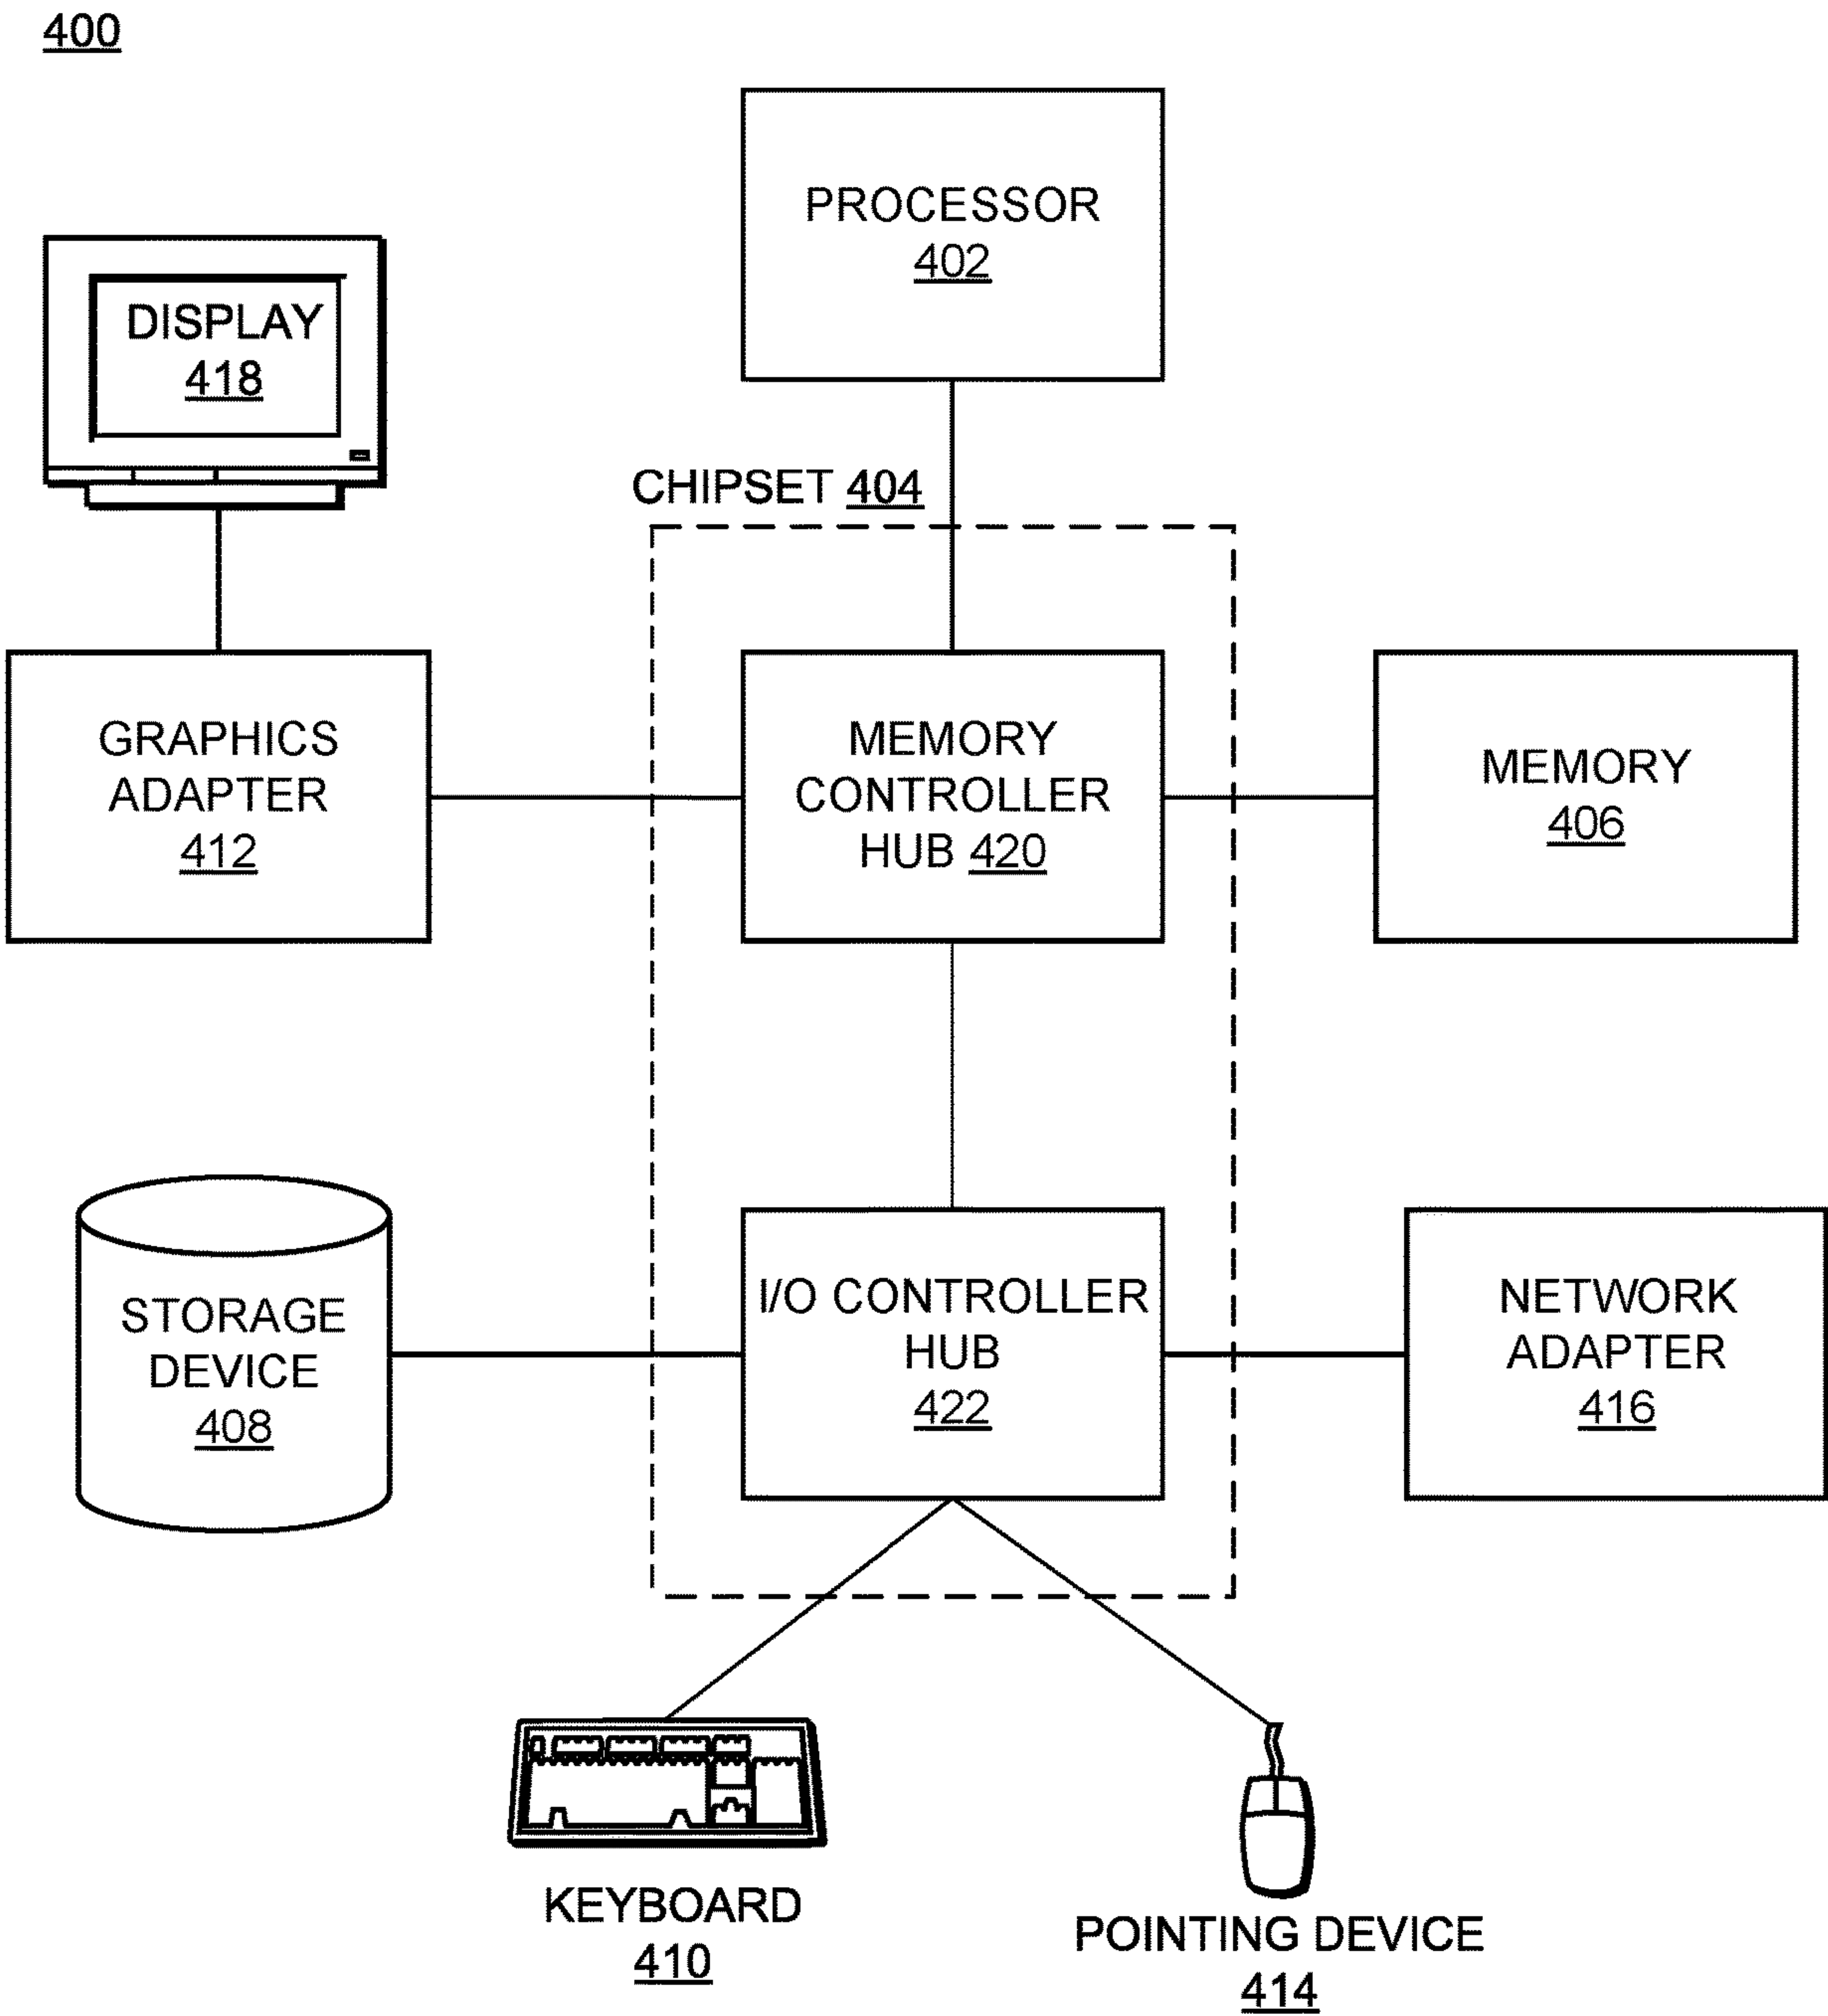 400
PROCESSOR
402
DISPLAY
418
CHIPSET 404
GRAPHICS
ADAPTER
412
MEMORY
CONTROLLER
HUB 420
MEMORY
406
STORAGE
DEVICE
408
I/O CONTROLLER
HUB
422
NETWORK
ADAPTER
416
KEYBOARD
410
POINTING DEVICE
414